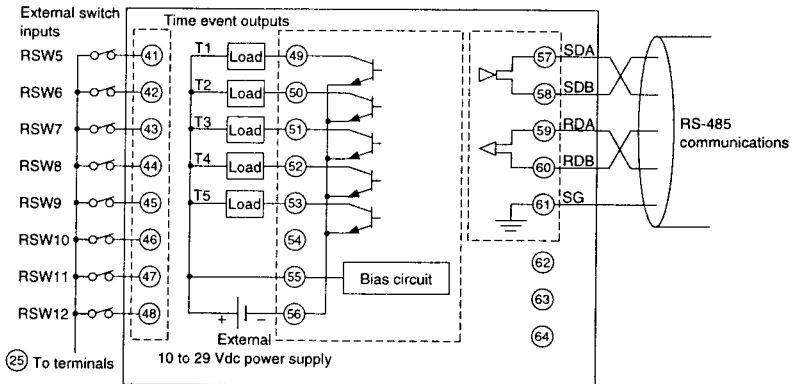 External switch
inputs
Time event outputs
RSW5 41 T1 Load 49 57 SDA
RSW6 42 T2 Load 50 58 SDB
RSW7 43 T3 Load 51 59 RDA
RS-485
communications
RSW8 44 T4 Load 52 60 RDB
RSW9 45 T5 Load 53 61 SG
RSW10 46 54
RSW11 47 55 Bias circuit 62
RSW12 48 + − 56 63
External
10 to 29 Vdc power supply
64
25 To terminals